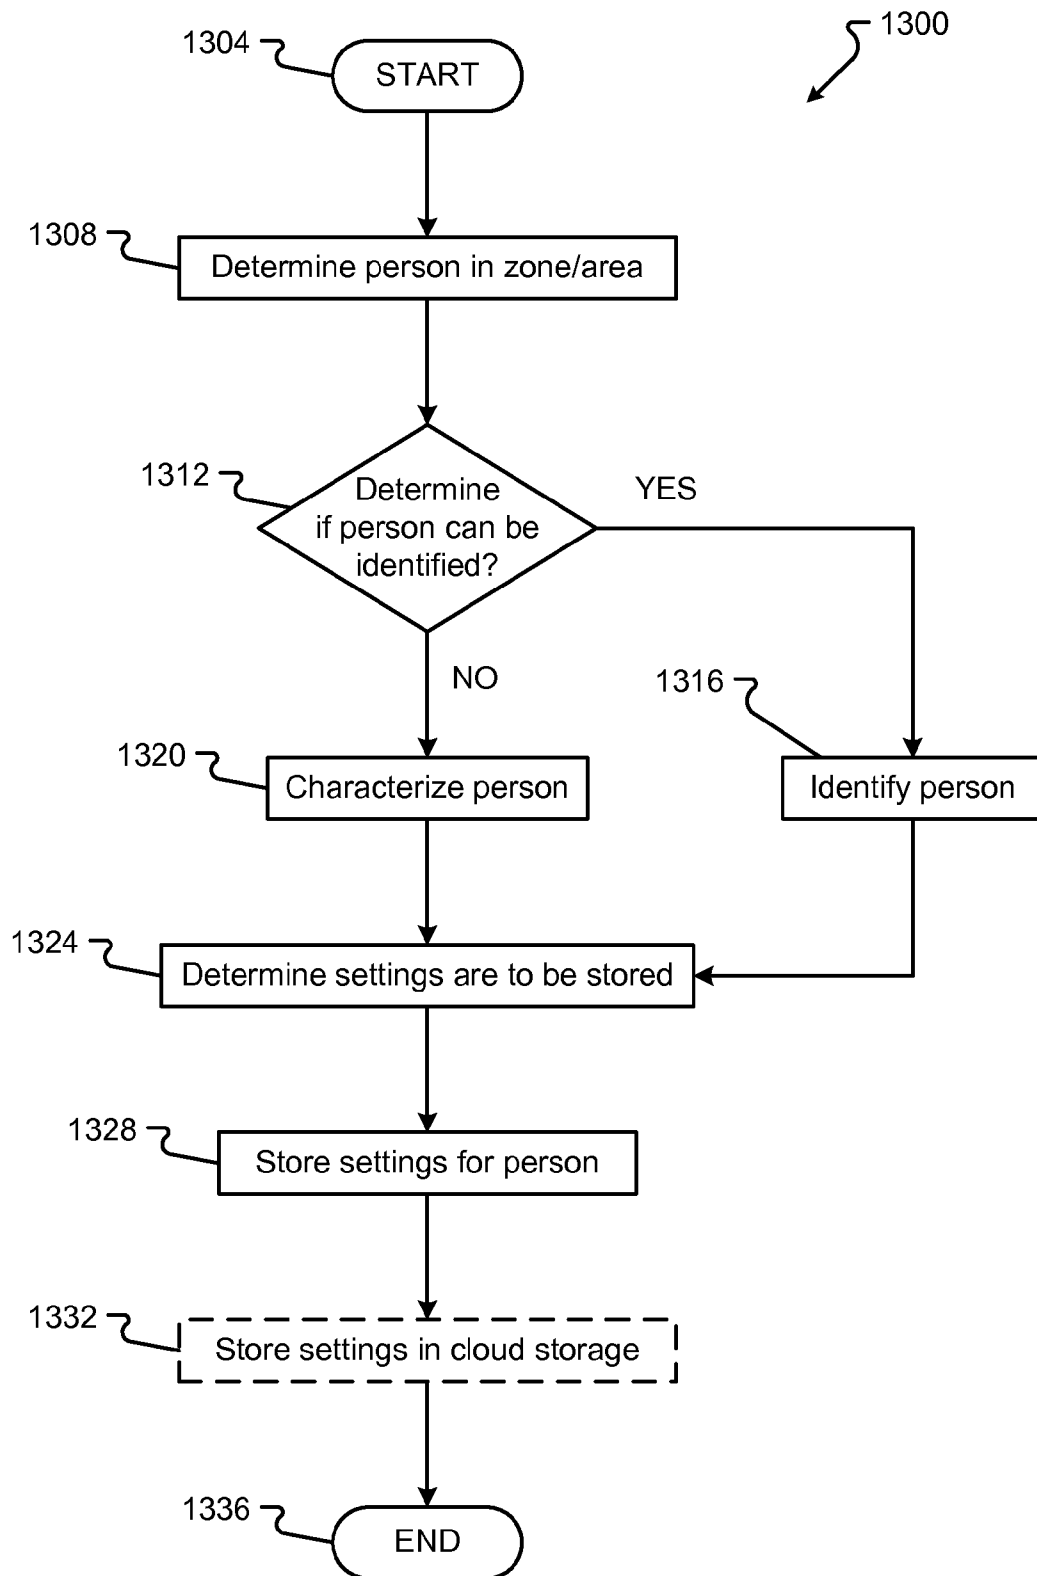 1300
1304
START
1308
Determine person in zone/area
1312
Determine
if person can be
identified?
YES
NO
1316
1320
Characterize person
Identify person
1324
Determine settings are to be stored
1328
Store settings for person
1332
Store settings in cloud storage
1336
END